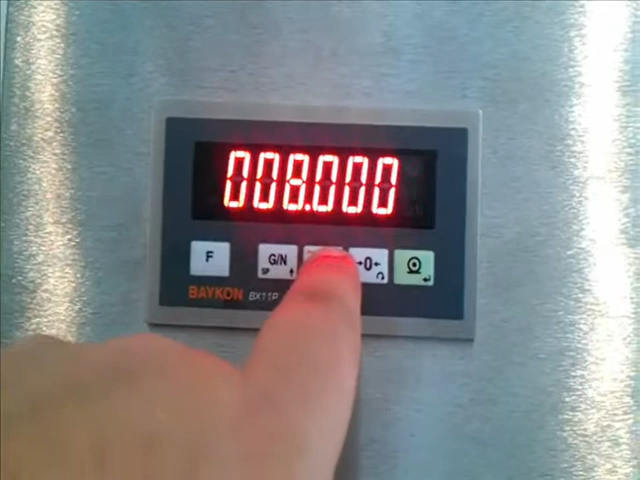 008.000
F
G/N
SP
→0←
BAYKON BX11P